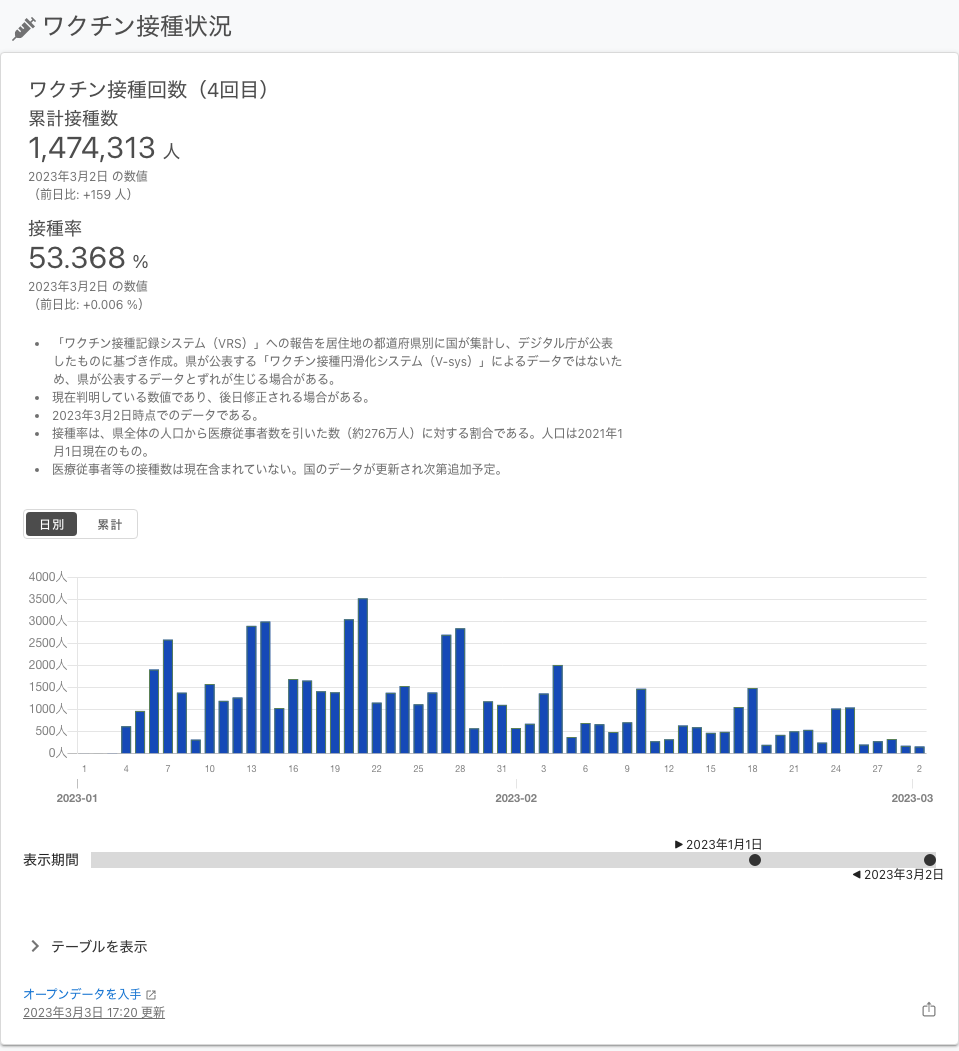 ワクチン接種状況
ワクチン接種回数（4回目）
累計接種数
1,474,313 人
2023年3月2日 の数値
（前日比: +159 人）
接種率
53.368 %
2023年3月2日 の数値
（前日比: +0.006 %）
• 「ワクチン接種記録システム（VRS）」への報告を居住地の都道府県別に国が集計し、デジタル庁が公表
したものに基づき作成。県が公表する「ワクチン接種円滑化システム（V-sys）」によるデータではないた
め、県が公表するデータとずれが生じる場合がある。
• 現在判明している数値であり、後日修正される場合がある。
• 2023年3月2日時点でのデータである。
• 接種率は、県全体の人口から医療従事者数を引いた数（約276万人）に対する割合である。人口は2021年1
月1日現在のもの。
• 医療従事者等の接種数は現在含まれていない。国のデータが更新され次第追加予定。
日別 累計
4000人
3500人
3000人
2500人
2000人
1500人
1000人
500人
0人
1 4 7 10 13 16 19 22 25 28 31 3 6 9 12 15 18 21 24 27 2
2023-01 2023-02 2023-03
▶ 2023年1月1日
表示期間
◀ 2023年3月2日
テーブルを表示
オープンデータを入手
2023年3月3日 17:20 更新